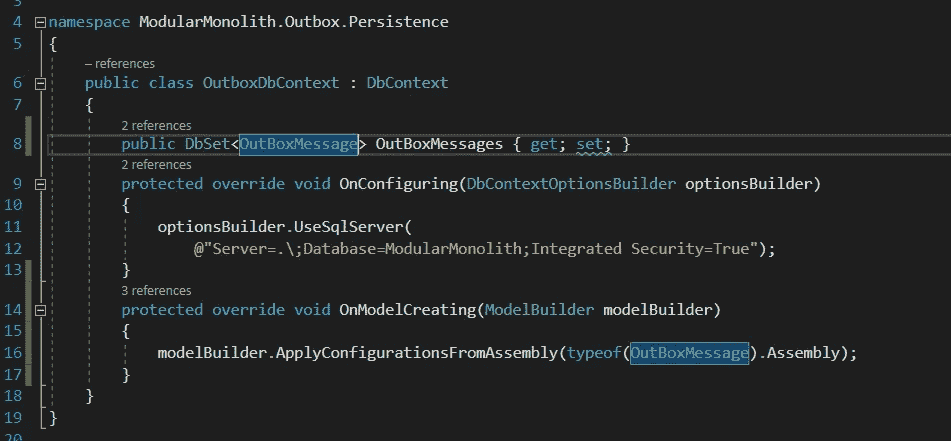 3
4 namespace ModularMonolith.Outbox.Persistence
5 {
– references
6 public class OutboxDbContext : DbContext
7 {
2 references
8 public DbSet<OutBoxMessage> OutBoxMessages { get; set; }
2 references
9 protected override void OnConfiguring(DbContextOptionsBuilder optionsBuilder)
10 {
11 optionsBuilder.UseSqlServer(
12 @"Server=.\;Database=ModularMonolith;Integrated Security=True");
13 }
3 references
14 protected override void OnModelCreating(ModelBuilder modelBuilder)
15 {
16 modelBuilder.ApplyConfigurationsFromAssembly(typeof(OutBoxMessage).Assembly);
17 }
18 }
19 }
20